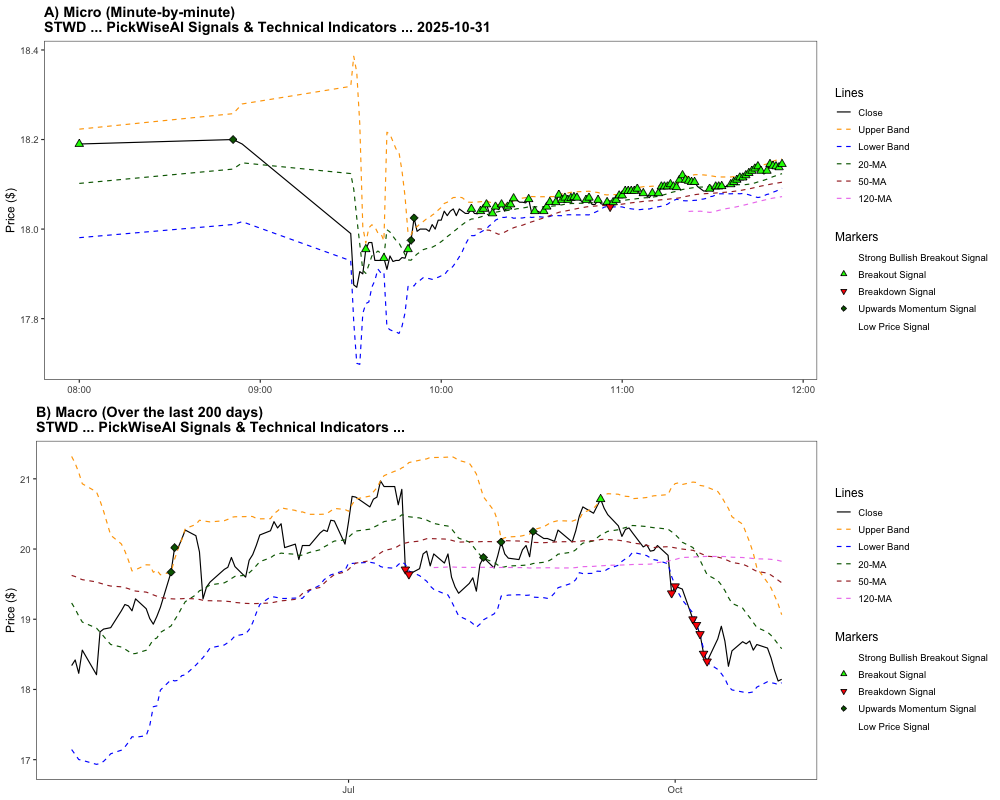 A) Micro (Minute-by-minute)
STWD ... PickWiseAI Signals & Technical Indicators ... 2025-10-31
18.4
18.2
18.0
17.8
Price ($)
08:00
09:00
10:00
11:00
12:00
Lines
Close
Upper Band
Lower Band
20-MA
50-MA
120-MA
Markers
Strong Bullish Breakout Signal
Breakout Signal
Breakdown Signal
Upwards Momentum Signal
Low Price Signal
B) Macro (Over the last 200 days)
STWD ... PickWiseAI Signals & Technical Indicators ...
21
20
19
18
17
Price ($)
Jul
Oct
Lines
Close
Upper Band
Lower Band
20-MA
50-MA
120-MA
Markers
Strong Bullish Breakout Signal
Breakout Signal
Breakdown Signal
Upwards Momentum Signal
Low Price Signal